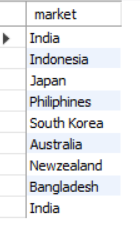 market
India
Indonesia
Japan
Philiphines
South Korea
Australia
Newzealand
Bangladesh
India